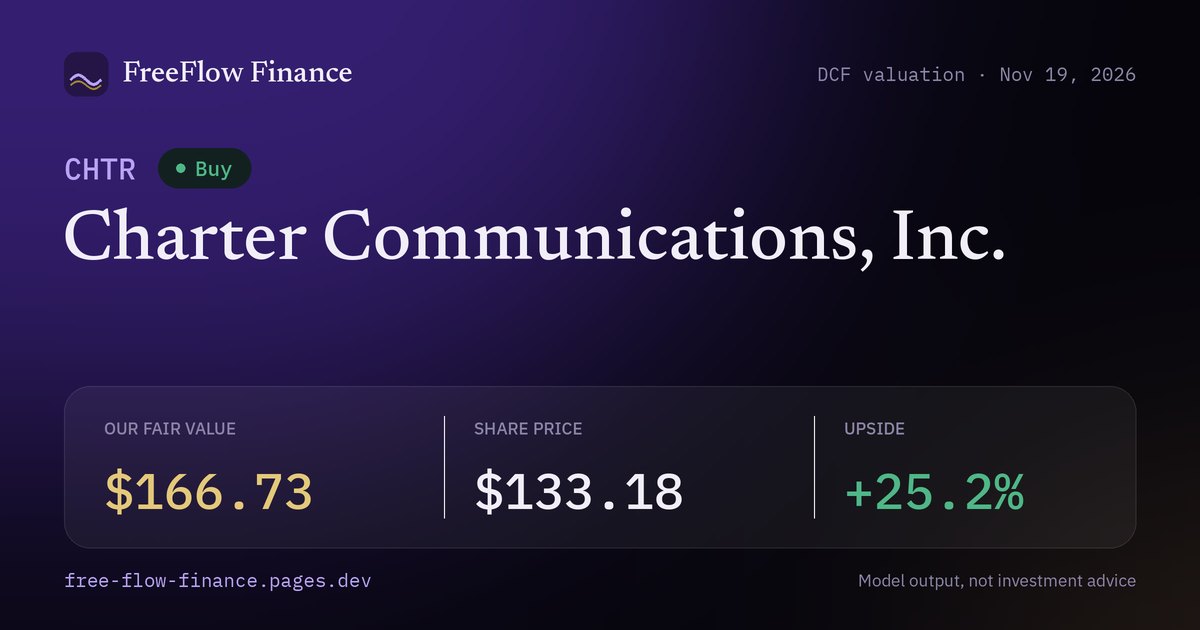 FreeFlow Finance
DCF valuation · Nov 19, 2026
CHTR
Buy
Charter Communications, Inc.
OUR FAIR VALUE
$166.73
SHARE PRICE
$133.18
UPSIDE
+25.2%
free-flow-finance.pages.dev
Model output, not investment advice